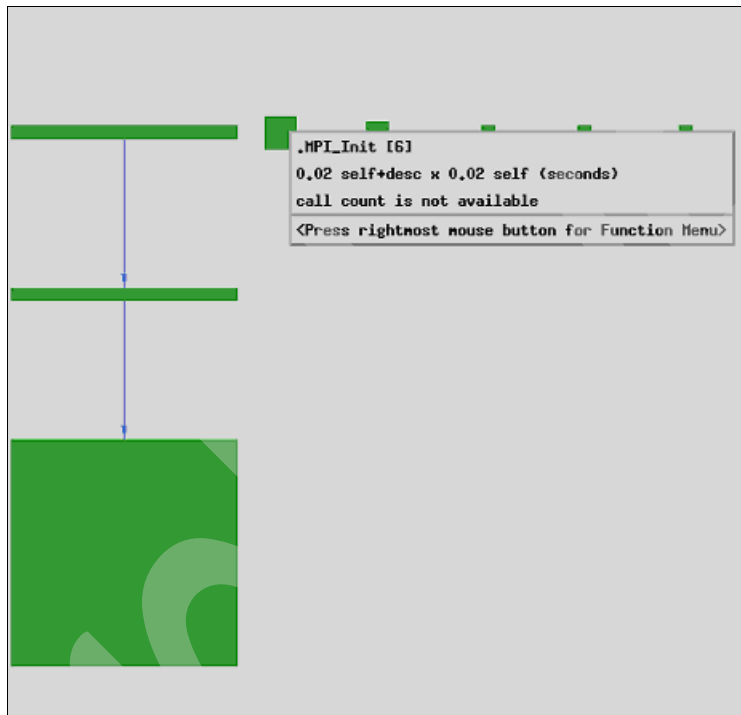 .MPI_Init [6]
0.02 self+desc x 0.02 self (seconds)
call count is not available
<Press rightmost mouse button for Function Menu>